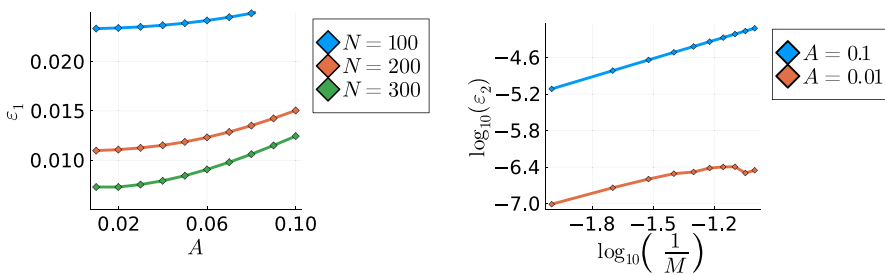 ε₁
0.020
0.015
0.010
0.02
0.06
0.10
A
N = 100
N = 200
N = 300
log₁₀(ε₂)
−4.6
−5.2
−5.8
−6.4
−7.0
−1.8
−1.5
−1.2
log₁₀(1/M)
A = 0.1
A = 0.01